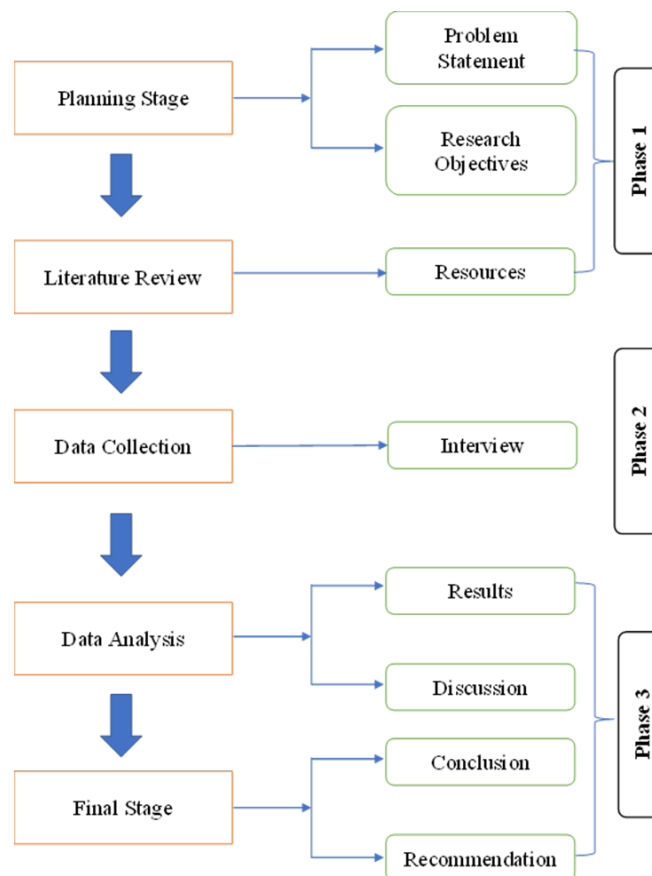 Problem
Statement
Planning Stage
Research
Objectives
Phase 1
Literature Review
Resources
Data Collection
Interview
Phase 2
Results
Data Analysis
Discussion
Phase 3
Conclusion
Final Stage
Recommendation